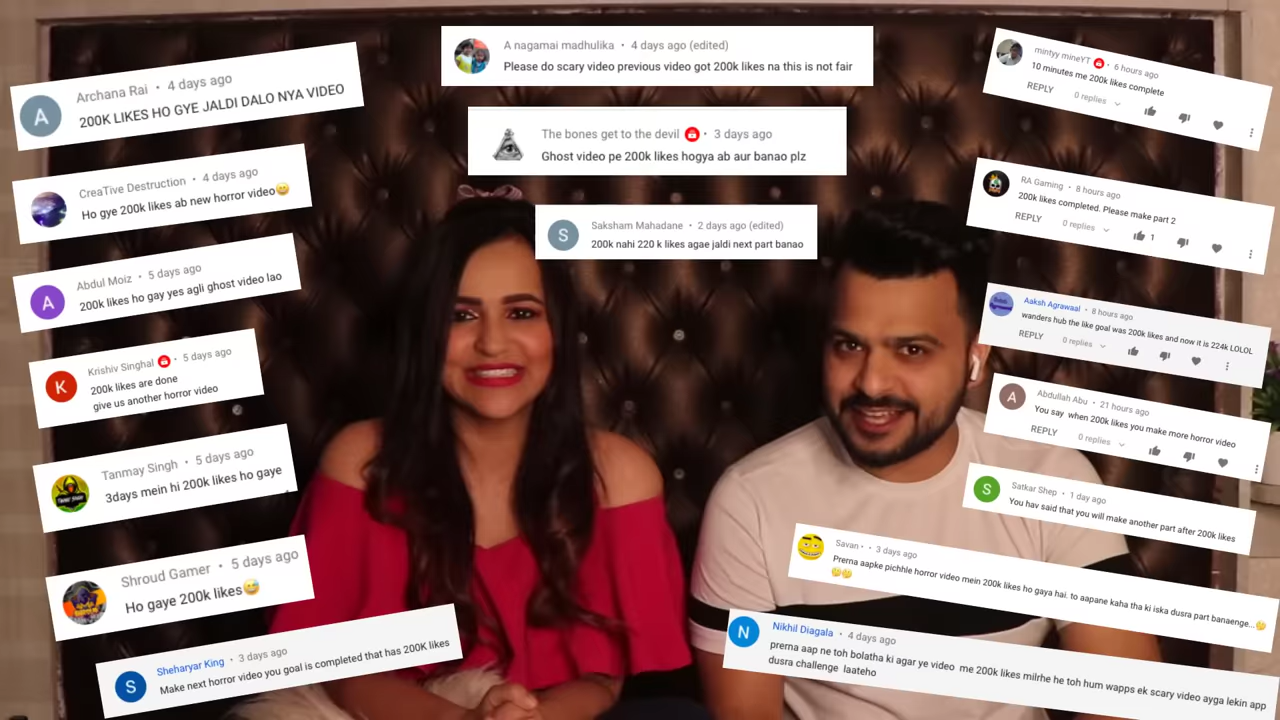 Archana Rai • 4 days ago
200K LIKES HO GYE JALDI DALO NYA VIDEO
A
CreaTive Destruction • 4 days ago
Ho gye 200k likes ab new horror video😄
Abdul Moiz • 5 days ago
200k likes ho gay yes agli ghost video lao
A
Krishiv Singhal • 5 days ago
200k likes are done
give us another horror video
K
Tanmay Singh • 5 days ago
3days mein hi 200k likes ho gaye
Shroud Gamer • 5 days ago
Ho gaye 200k likes😅
Sheharyar King • 3 days ago
Make next horror video you goal is completed that has 200K likes
S
A nagamai madhulika • 4 days ago (edited)
Please do scary video previous video got 200k likes na this is not fair
The bones get to the devil • 3 days ago
Ghost video pe 200k likes hogya ab aur banao plz
Saksham Mahadane • 2 days ago (edited)
200k nahi 220 k likes agae jaldi next part banao
S
mintyy mineYT • 6 hours ago
10 minutes me 200k likes complete
REPLY 0 replies
RA Gaming • 8 hours ago
200k likes completed. Please make part 2
REPLY 0 replies 1
Aaksh Agrawaal • 8 hours ago
wanders hub the like goal was 200k likes and now it is 224k LOLOL
REPLY 0 replies
Abdullah Abu • 21 hours ago
You say when 200k likes you make more horror video
A
REPLY 0 replies
Satkar Shep • 1 day ago
You hav said that you will make another part after 200k likes
S
Savan • • 3 days ago
Prerna aapke pichhle horror video mein 200k likes ho gaya hai. to aapane kaha tha ki iska dusra part banaenge...
Nikhil Diagala • 4 days ago
prerna aap ne toh bolatha ki agar ye video me 200k likes milrhe he toh hum wapps ek scary video ayga lekin app
dusra challenge laateho
N